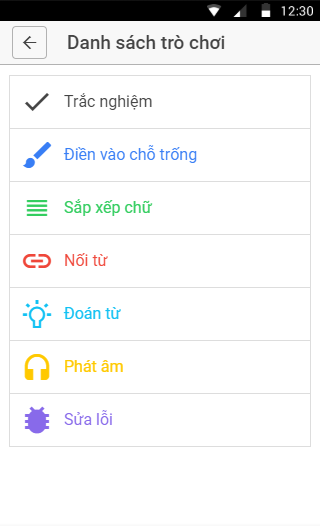 12:30
Danh sách trò chơi
Trắc nghiệm
Điền vào chỗ trống
Sắp xếp chữ
Nối từ
Đoán từ
Phát âm
Sửa lỗi